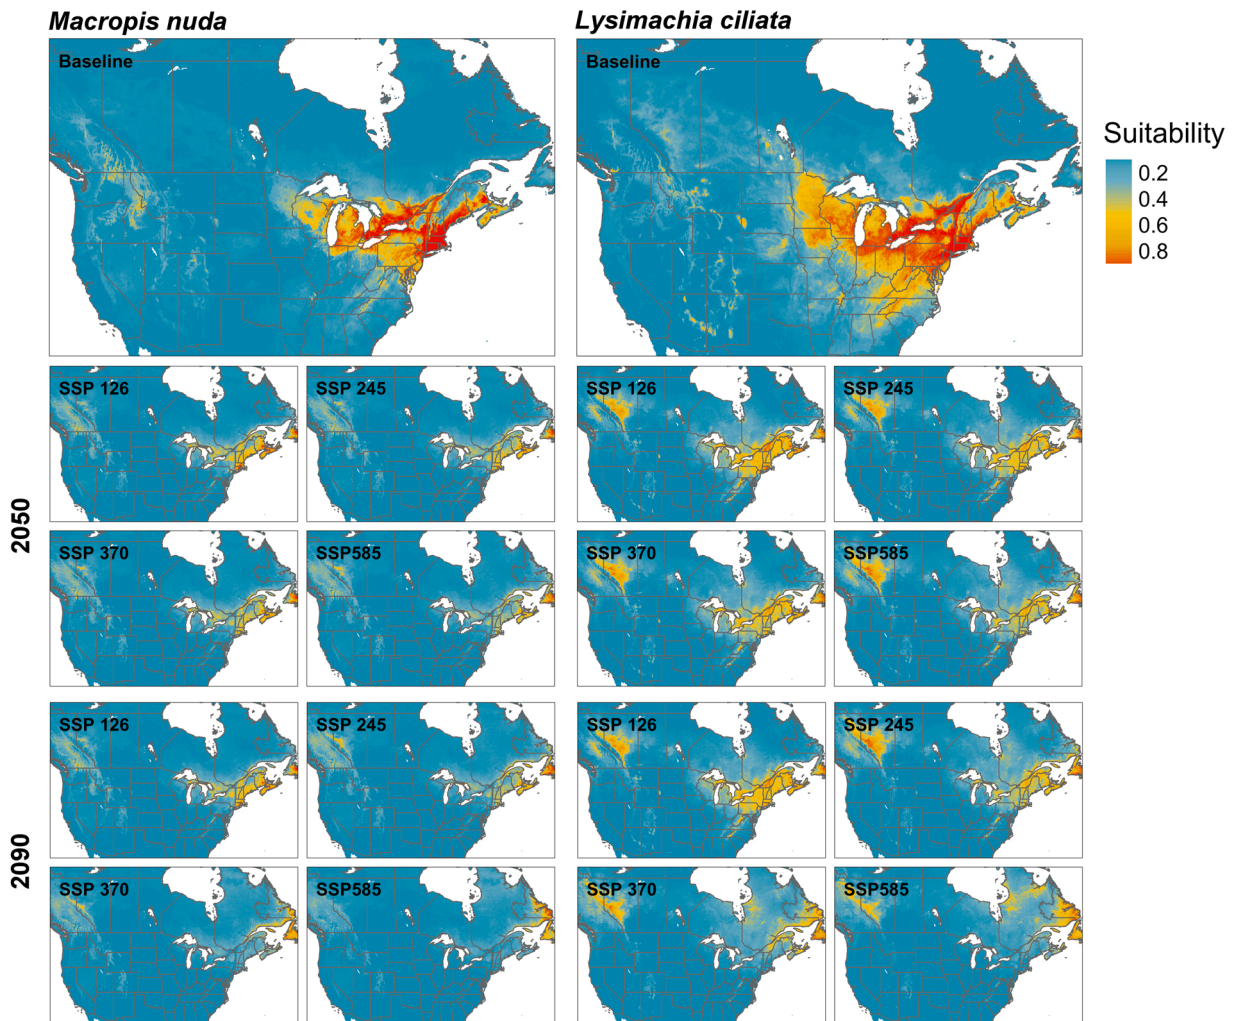 Macropis nuda
Lysimachia ciliata
Baseline
Baseline
Suitability
0.2
0.4
0.6
0.8
2050
SSP 126
SSP 245
SSP 126
SSP 245
SSP 370
SSP585
SSP 370
SSP585
2090
SSP 126
SSP 245
SSP 126
SSP 245
SSP 370
SSP585
SSP 370
SSP585